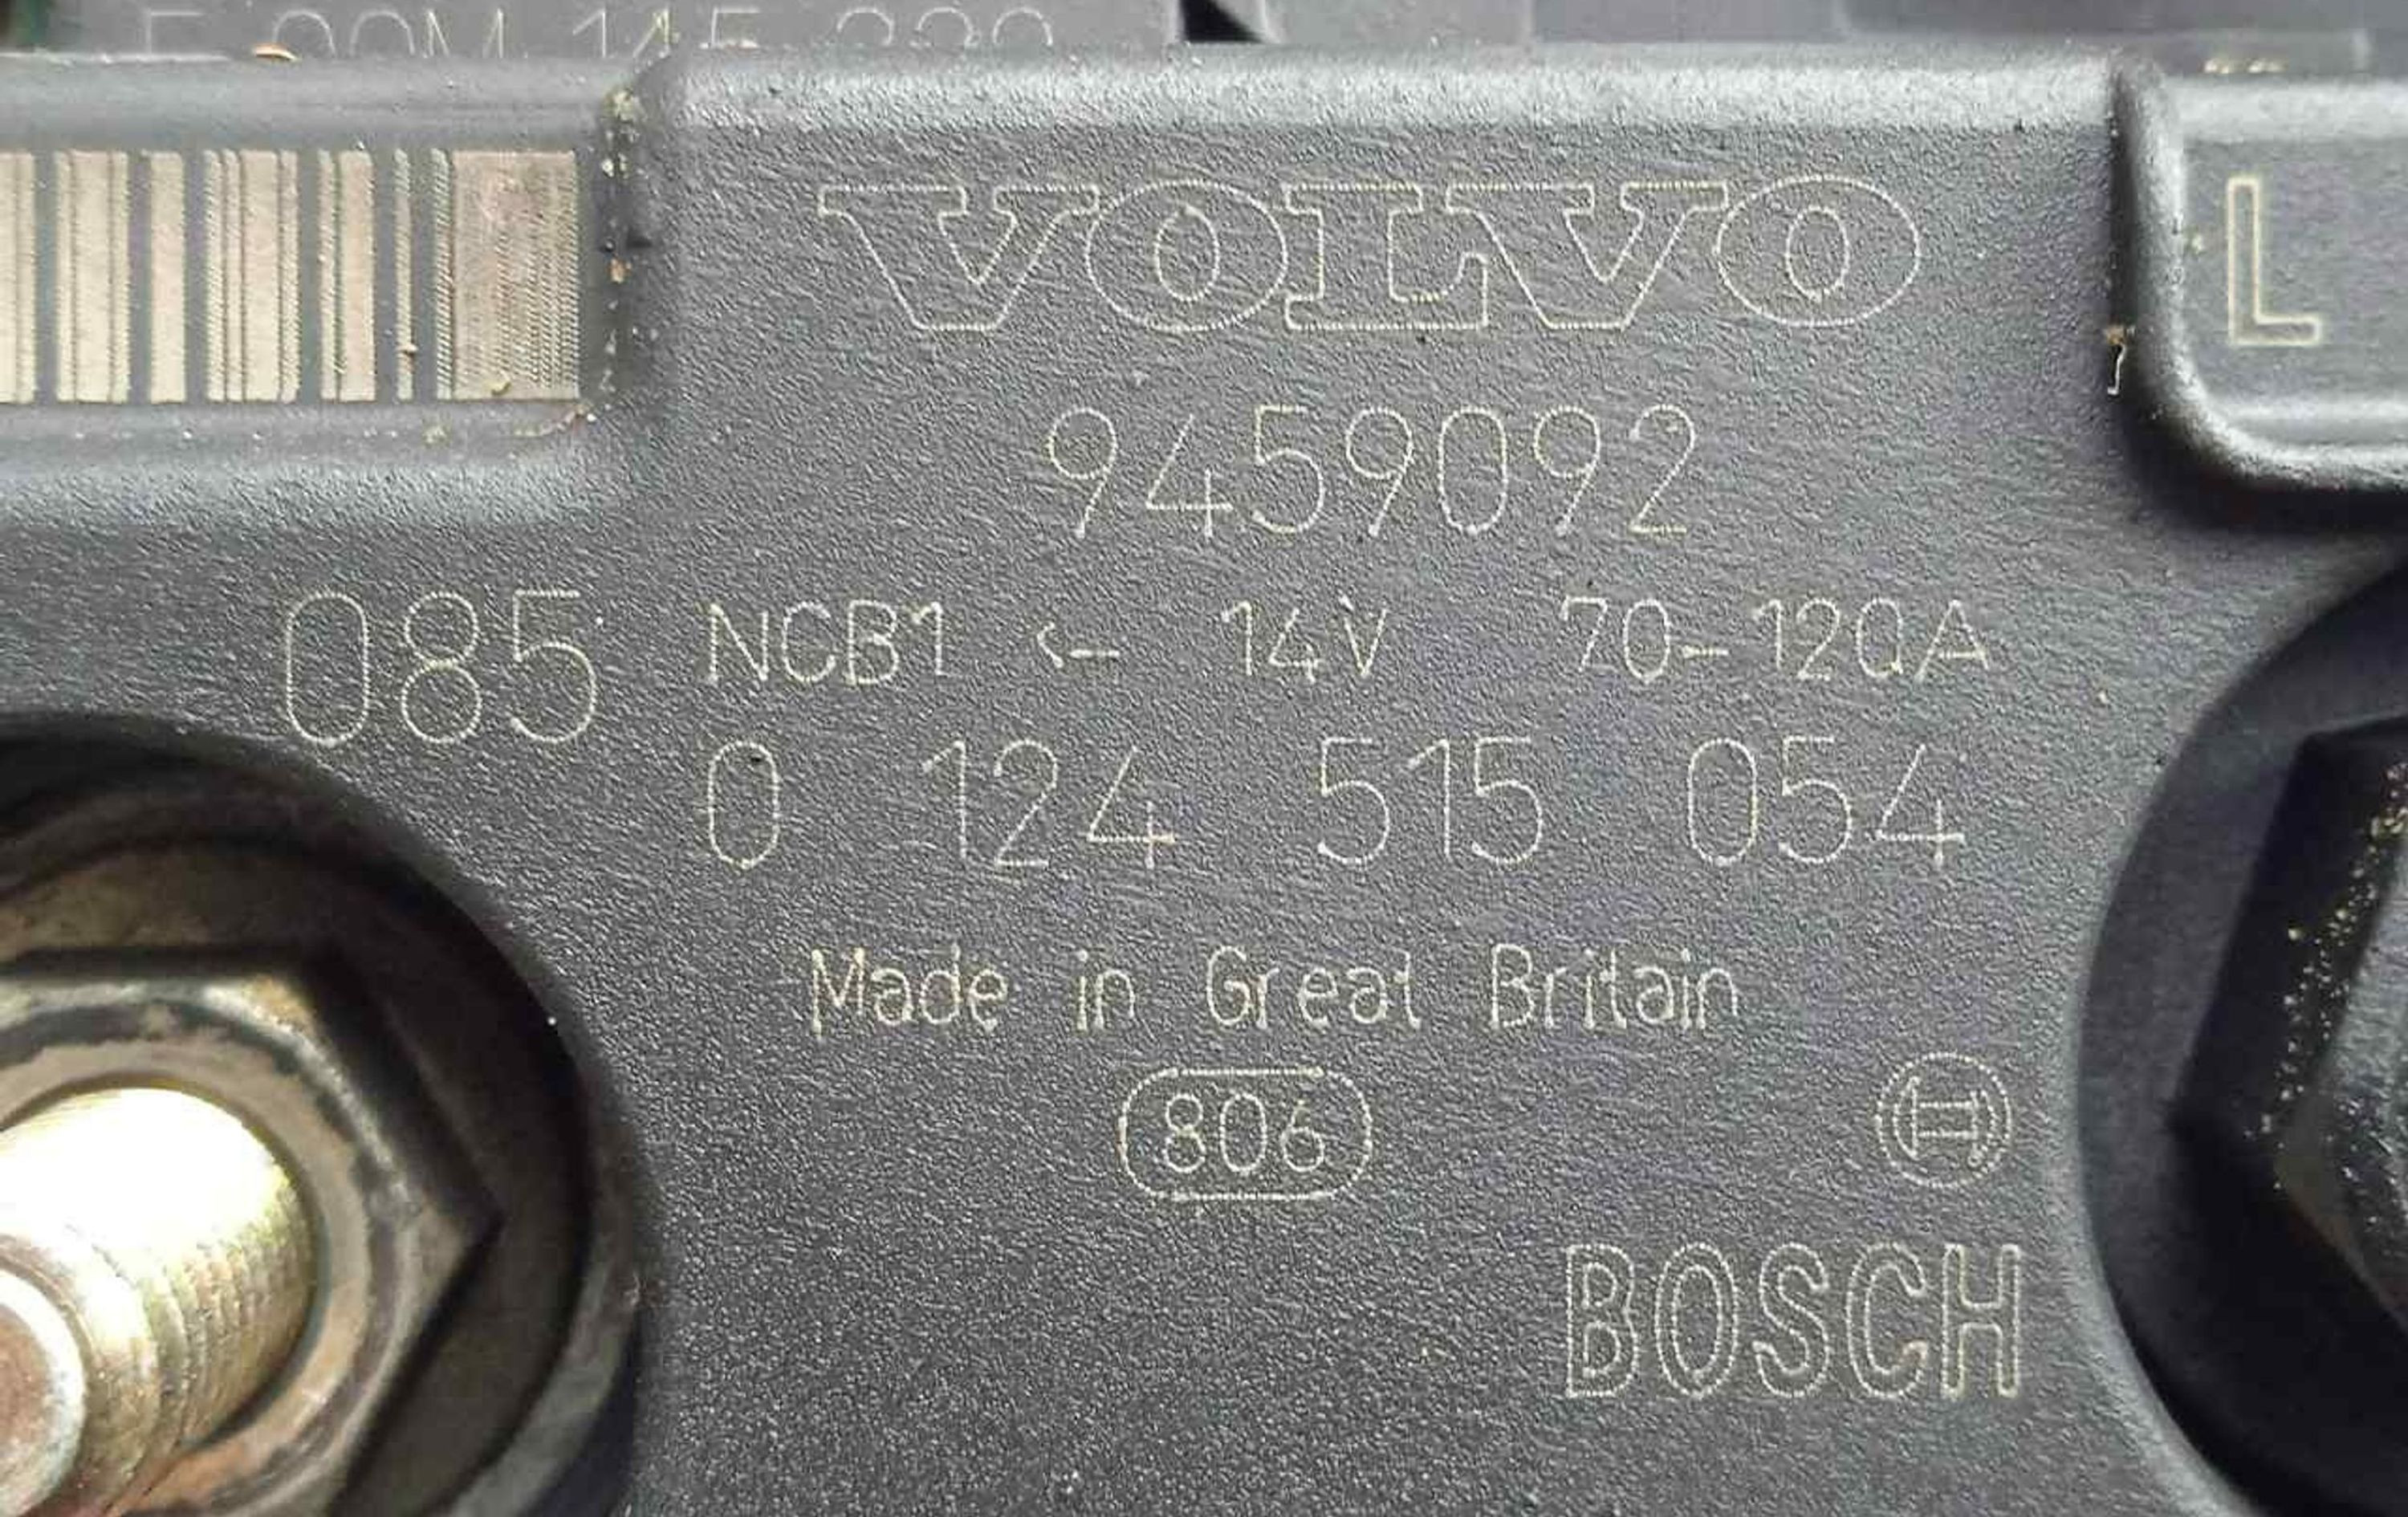 VOLVO
L
9459092
085 NCB1 <- 14V 70-120A
0 124 515 054
Made in Great Britain
806
BOSCH